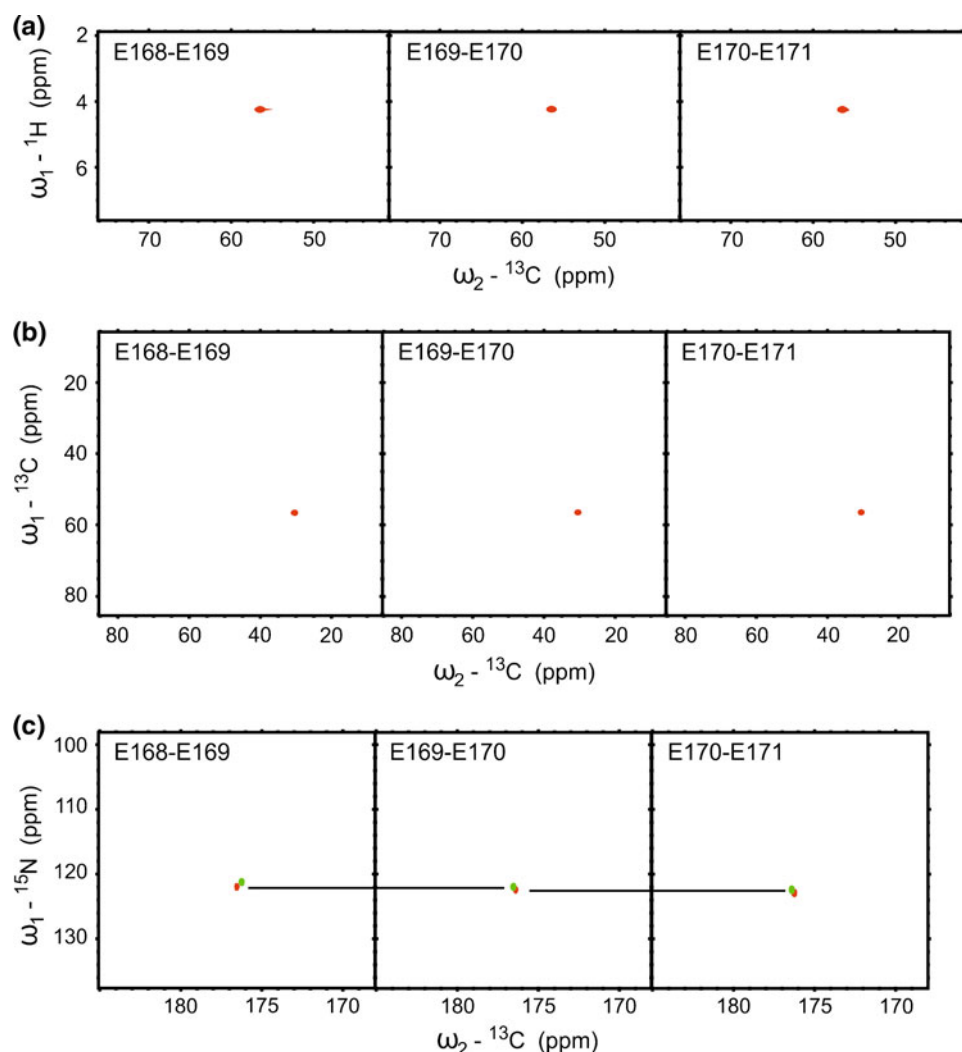 (a)
E168-E169 E169-E170 E170-E171
2
4
6
ω1 - 1H (ppm)
70 60 50 70 60 50 70 60 50
ω2 - 13C (ppm)
(b)
E168-E169 E169-E170 E170-E171
20
40
60
80
ω1 - 13C (ppm)
80 60 40 20 80 60 40 20 80 60 40 20
ω2 - 13C (ppm)
(c)
E168-E169 E169-E170 E170-E171
100
110
120
130
ω1 - 15N (ppm)
180 175 170 180 175 170 180 175 170
ω2 - 13C (ppm)